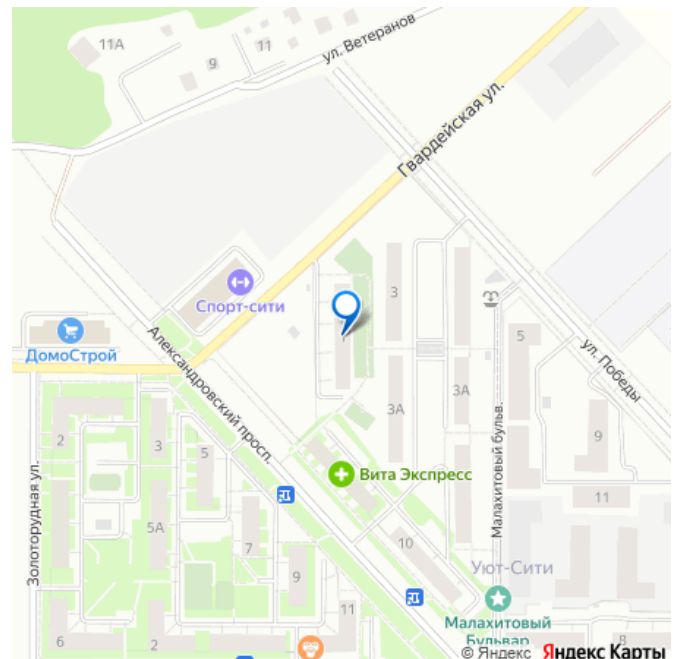 11А
11
9
ул. Ветеранов
Гвардейская ул.
Спорт-сити
3
ДомоСтрой
Александровский просп.
5
ул. Победы
3А
3А
2
3
5
9
Вита Экспресс
Малахитовый бульв.
Золоторудная ул.
11
5А
7
10
9
Уют-Сити
11
Малахитовый
Бульвар
6
2
8
© Яндекс Яндекс Карты